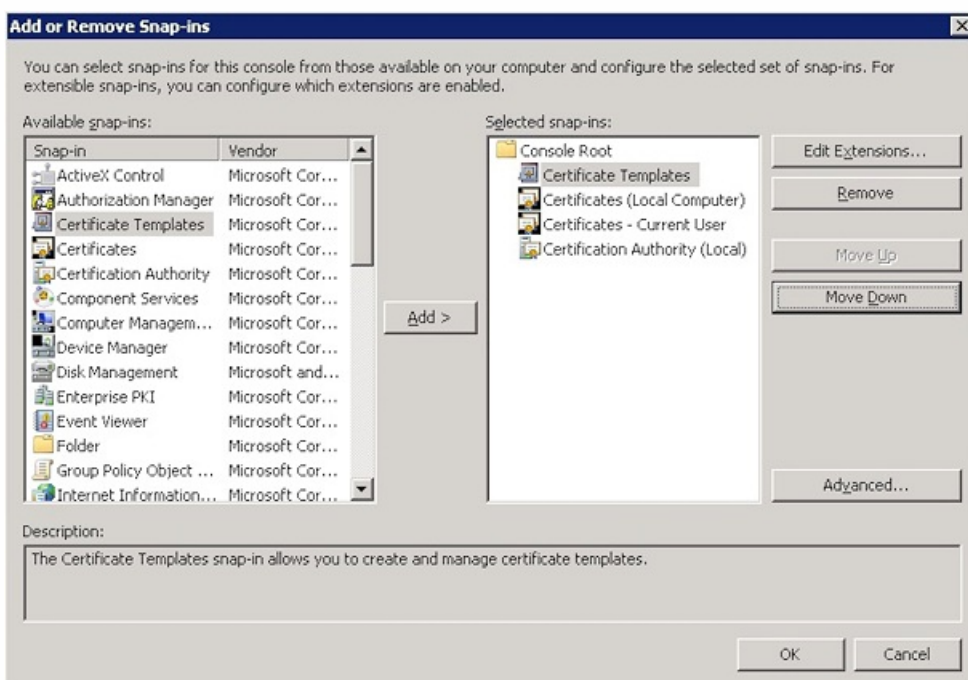 Add or Remove Snap-ins
You can select snap-ins for this console from those available on your computer and configure the selected set of snap-ins. For
extensible snap-ins, you can configure which extensions are enabled.
Available snap-ins:
Snap-in Vendor
ActiveX Control Microsoft Cor...
Authorization Manager Microsoft Cor...
Certificate Templates Microsoft Cor...
Certificates Microsoft Cor...
Certification Authority Microsoft Cor...
Component Services Microsoft Cor...
Computer Managem... Microsoft Cor...
Device Manager Microsoft Cor...
Disk Management Microsoft and...
Enterprise PKI Microsoft Cor...
Event Viewer Microsoft Cor...
Folder Microsoft Cor...
Group Policy Object ... Microsoft Cor...
Internet Information... Microsoft Cor...
Add >
Selected snap-ins:
Console Root
Certificate Templates
Certificates (Local Computer)
Certificates - Current User
Certification Authority (Local)
Edit Extensions...
Remove
Move Up
Move Down
Advanced...
Description:
The Certificate Templates snap-in allows you to create and manage certificate templates.
OK
Cancel